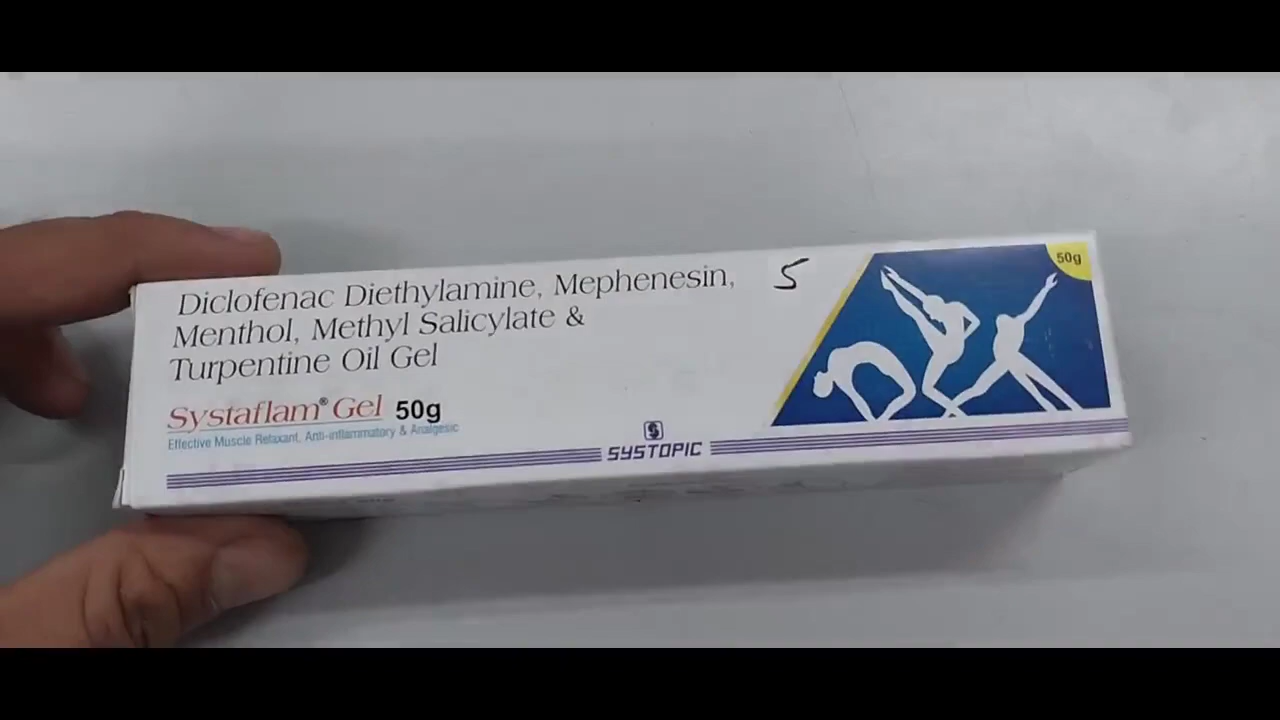 Diclofenac Diethylamine, Mephenesin,
Menthol, Methyl Salicylate &
Turpentine Oil Gel
5
50g
Systaflam® Gel 50g
Effective Muscle Relaxant, Anti-inflammatory & Analgesic
SYSTOPIC